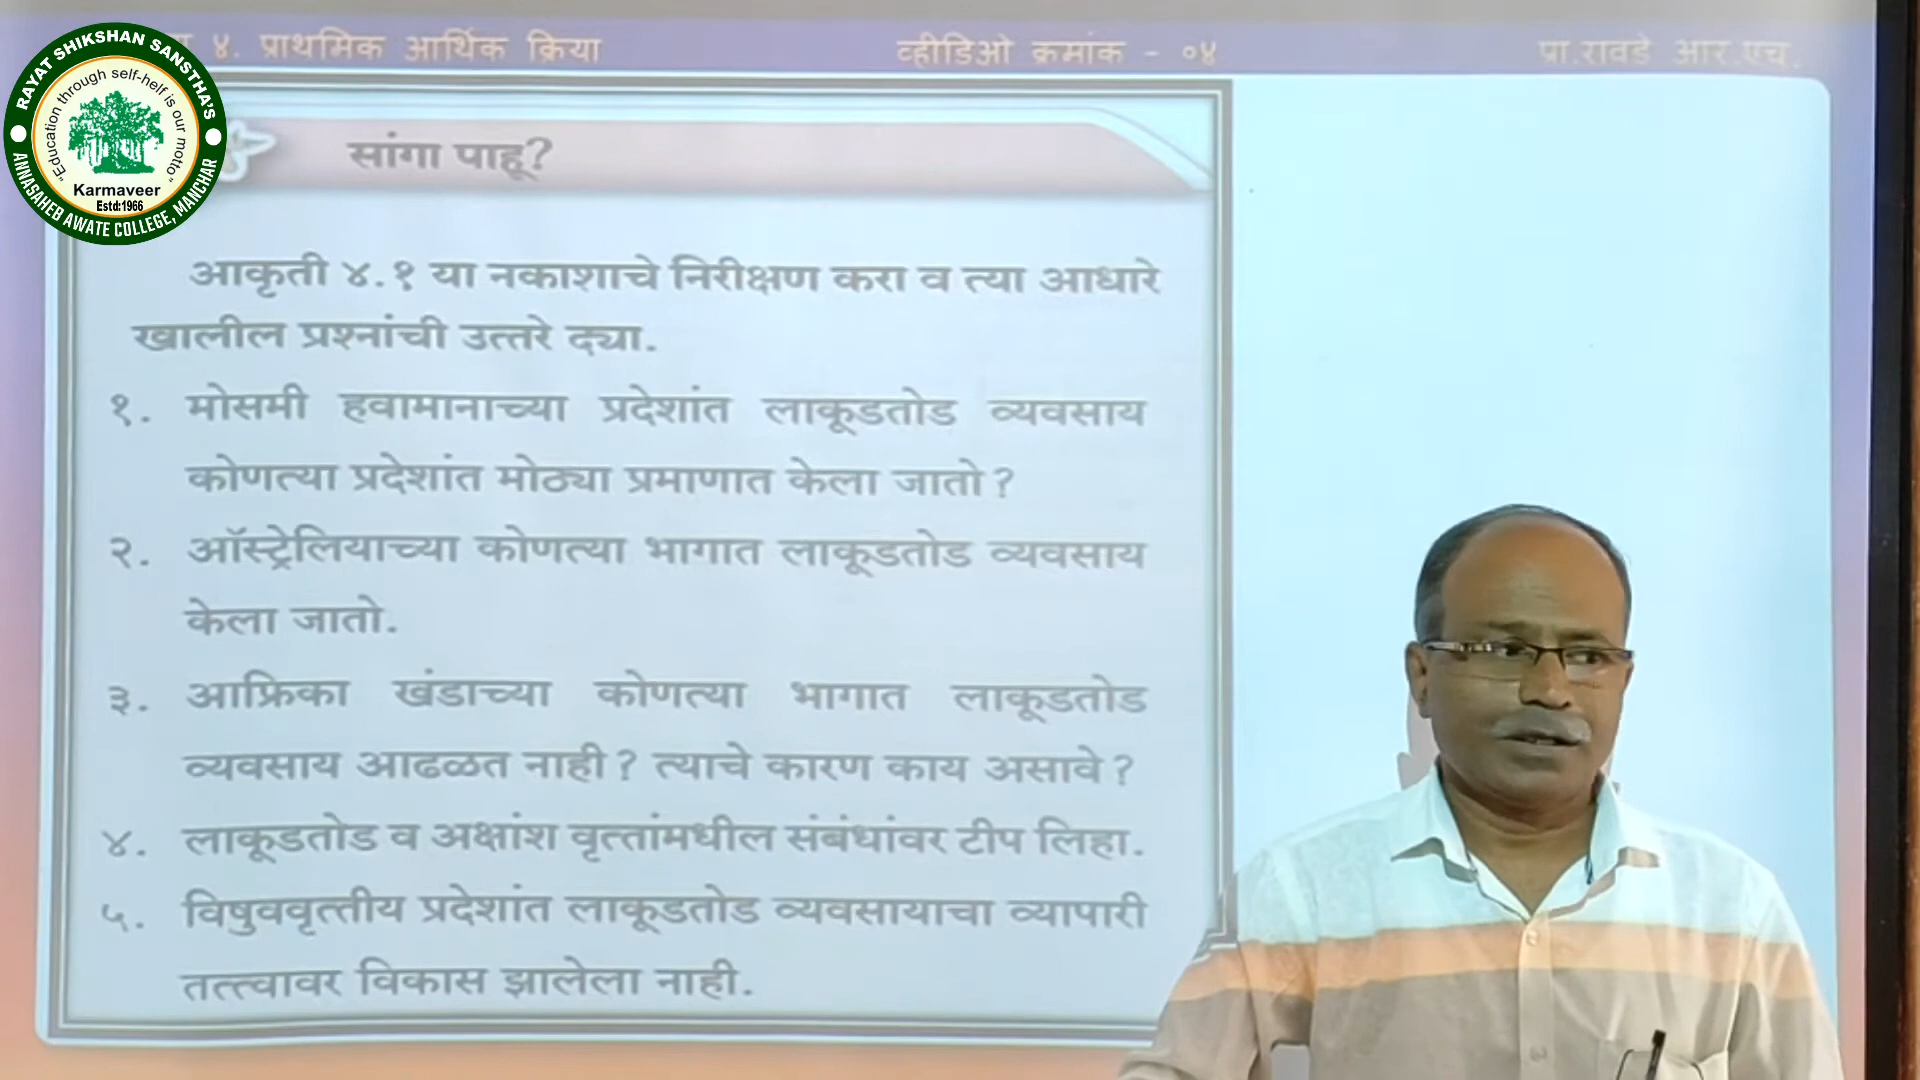 ४. प्राथमिक आर्थिक क्रिया
व्हीडिओ क्रमांक - ०४
प्रा.रावडे आर.एच.
RAYAT SHIKSHAN SANSTHA'S
"Education through self-helf is our motto"
Karmaveer
Estd:1966
ANNASAHEB AWATE COLLEGE, MANCHAR
सांगा पाहू?
आकृती ४.१ या नकाशाचे निरीक्षण करा व त्या आधारे
खालील प्रश्नांची उत्तरे द्या.
१. मोसमी हवामानाच्या प्रदेशांत लाकूडतोड व्यवसाय
कोणत्या प्रदेशांत मोठ्या प्रमाणात केला जातो?
२. ऑस्ट्रेलियाच्या कोणत्या भागात लाकूडतोड व्यवसाय
केला जातो.
३. आफ्रिका खंडाच्या कोणत्या भागात लाकूडतोड
व्यवसाय आढळत नाही? त्याचे कारण काय असावे?
४. लाकूडतोड व अक्षांश वृत्तांमधील संबंधांवर टीप लिहा.
५. विषुववृत्तीय प्रदेशांत लाकूडतोड व्यवसायाचा व्यापारी
तत्त्वावर विकास झालेला नाही.